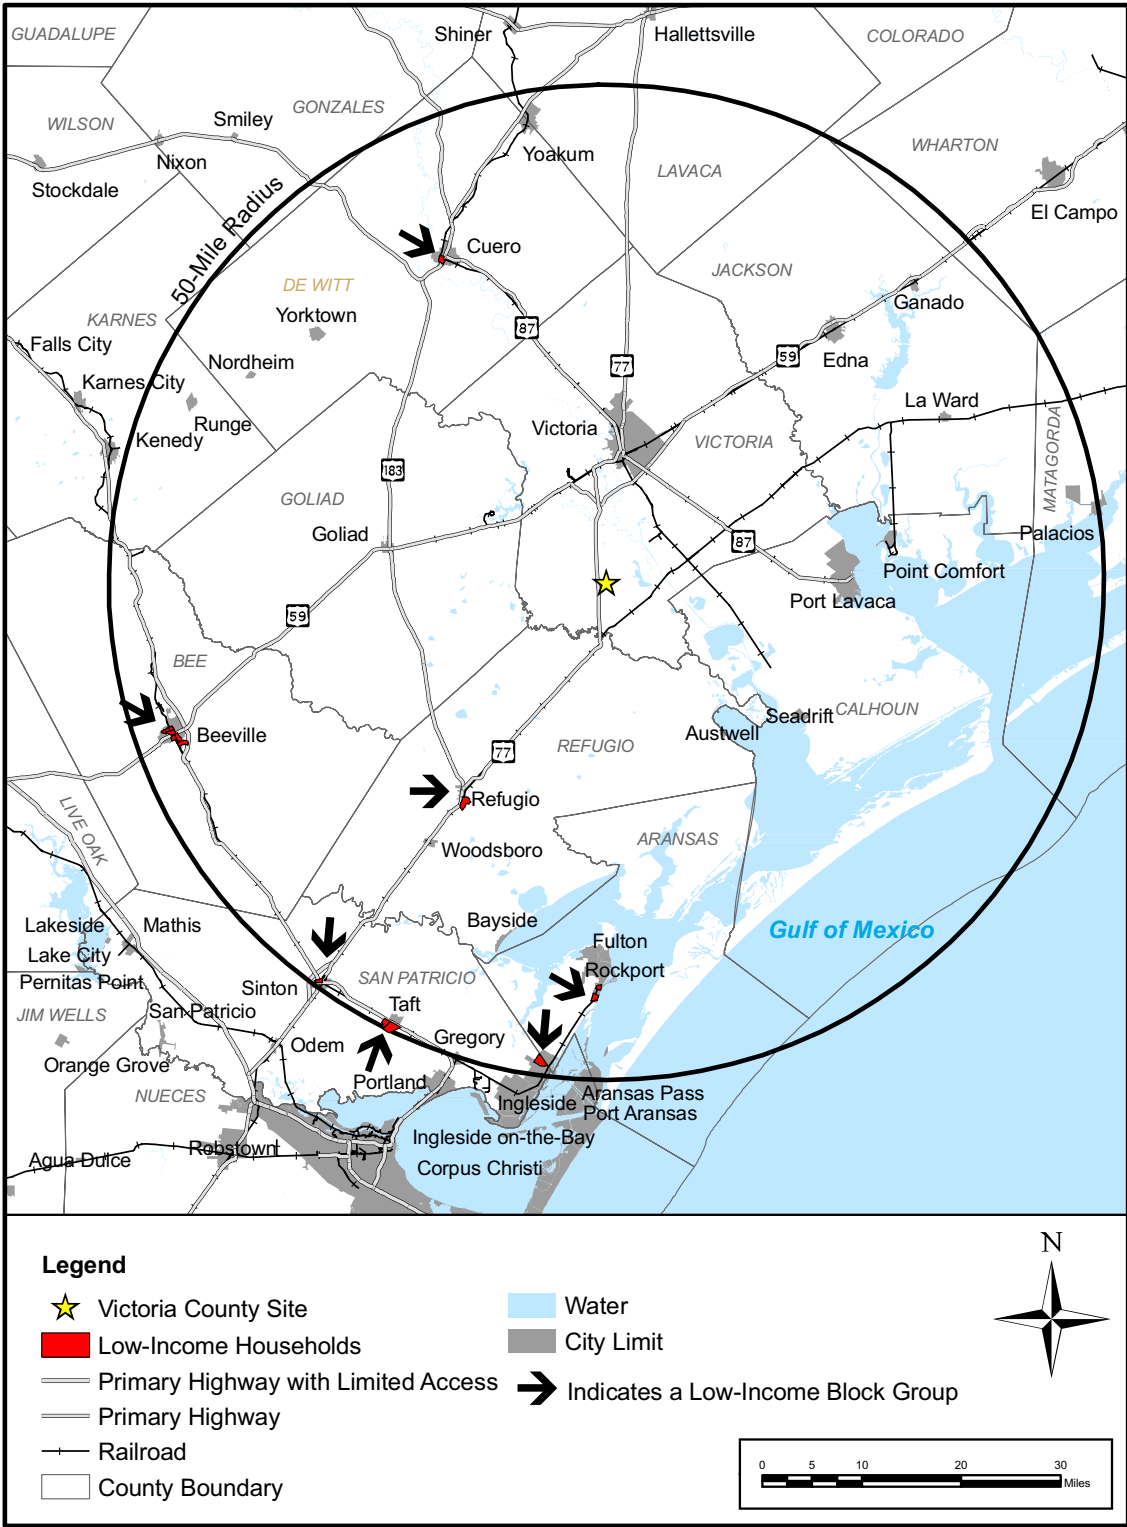 GUADALUPE
Shiner
Hallettsville
COLORADO
GONZALES
WILSON
Smiley
Nixon
Yoakum
WHARTON
Stockdale
LAVACA
50-Mile Radius
El Campo
Cuero
JACKSON
DE WITT
Ganado
Yorktown
KARNES
87
Falls City
59
Edna
Nordheim
77
Karnes City
La Ward
Runge
Victoria
Kenedy
VICTORIA
MATAGORDA
183
GOLIAD
Goliad
Palacios
87
Point Comfort
Port Lavaca
59
BEE
Seadrift
CALHOUN
Austwell
Beeville
REFUGIO
77
Refugio
LIVE OAK
ARANSAS
Woodsboro
Bayside
Lakeside
Mathis
Gulf of Mexico
Fulton
Lake City
Rockport
Pernitas Point
SAN PATRICIO
Sinton
Taft
JIM WELLS
San Patricio
Gregory
Odem
Orange Grove
Portland
NUECES
Ingleside
Aransas Pass
Port Aransas
Ingleside on-the-Bay
Robstown
Agua Dulce
Corpus Christi
Legend
Victoria County Site
Low-Income Households
Primary Highway with Limited Access
Primary Highway
Railroad
County Boundary
Water
City Limit
Indicates a Low-Income Block Group
N
0 5 10 20 30
Miles